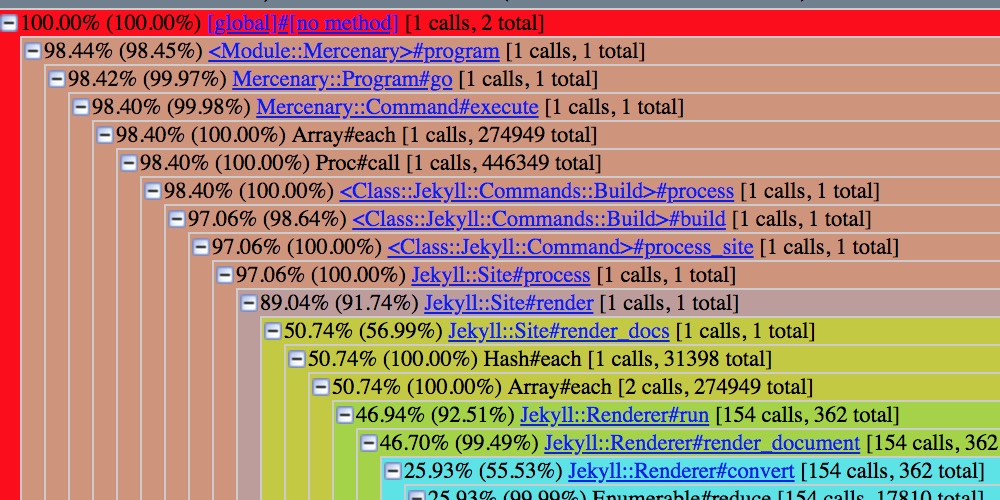 100.00% (100.00%) [global]#[no method] [1 calls, 2 total]
98.44% (98.45%) <Module::Mercenary>#program [1 calls, 1 total]
98.42% (99.97%) Mercenary::Program#go [1 calls, 1 total]
98.40% (99.98%) Mercenary::Command#execute [1 calls, 1 total]
98.40% (100.00%) Array#each [1 calls, 274949 total]
98.40% (100.00%) Proc#call [1 calls, 446349 total]
98.40% (100.00%) <Class::Jekyll::Commands::Build>#process [1 calls, 1 total]
97.06% (98.64%) <Class::Jekyll::Commands::Build>#build [1 calls, 1 total]
97.06% (100.00%) <Class::Jekyll::Command>#process_site [1 calls, 1 total]
97.06% (100.00%) Jekyll::Site#process [1 calls, 1 total]
89.04% (91.74%) Jekyll::Site#render [1 calls, 1 total]
50.74% (56.99%) Jekyll::Site#render_docs [1 calls, 1 total]
50.74% (100.00%) Hash#each [1 calls, 31398 total]
50.74% (100.00%) Array#each [2 calls, 274949 total]
46.94% (92.51%) Jekyll::Renderer#run [154 calls, 362 total]
46.70% (99.49%) Jekyll::Renderer#render_document [154 calls, 362
25.93% (55.53%) Jekyll::Renderer#convert [154 calls, 362 total]
25.93% (99.99%) Enumerable#reduce [154 calls, 17810 total]